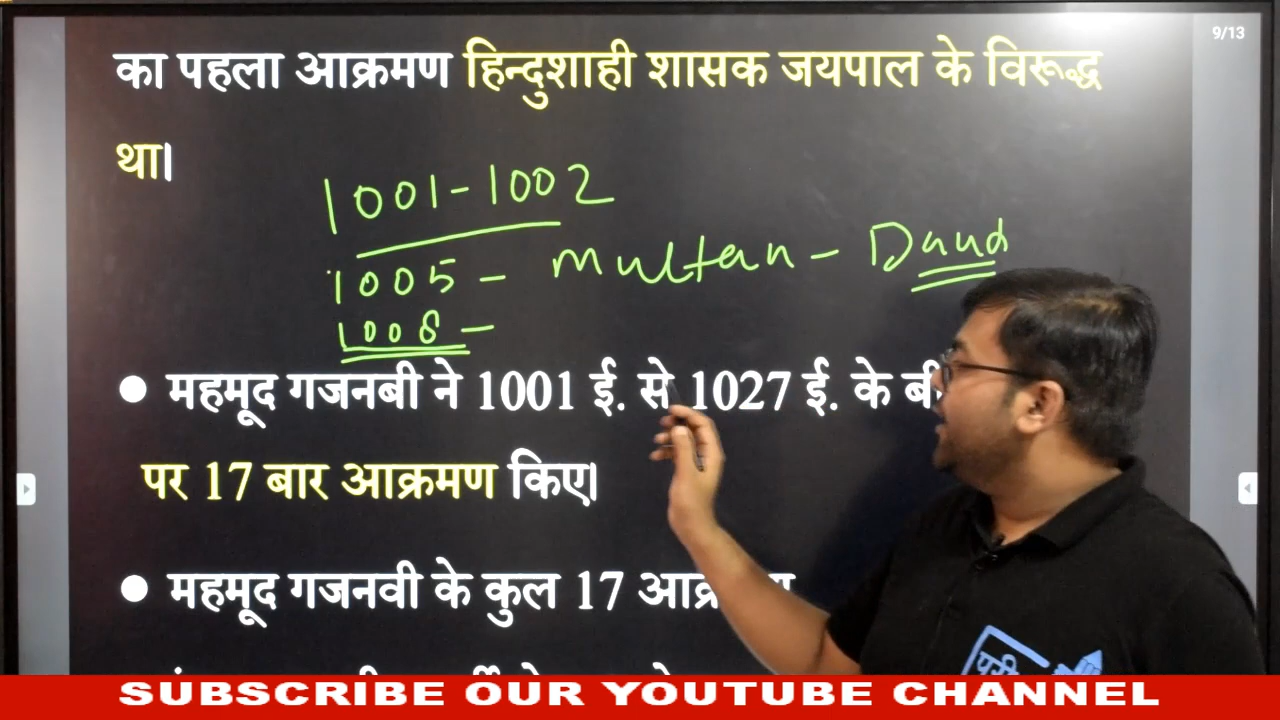 9/13
का पहला आक्रमण हिन्दुशाही शासक जयपाल के विरूद्ध
था।
1001-1002
1005 - Multan - Daud
1008 -
महमूद गजनबी ने 1001 ई. से 1027 ई. के
पर 17 बार आक्रमण किए।
महमूद गजनवी के कुल 17
SUBSCRIBE OUR YOUTUBE CHANNEL